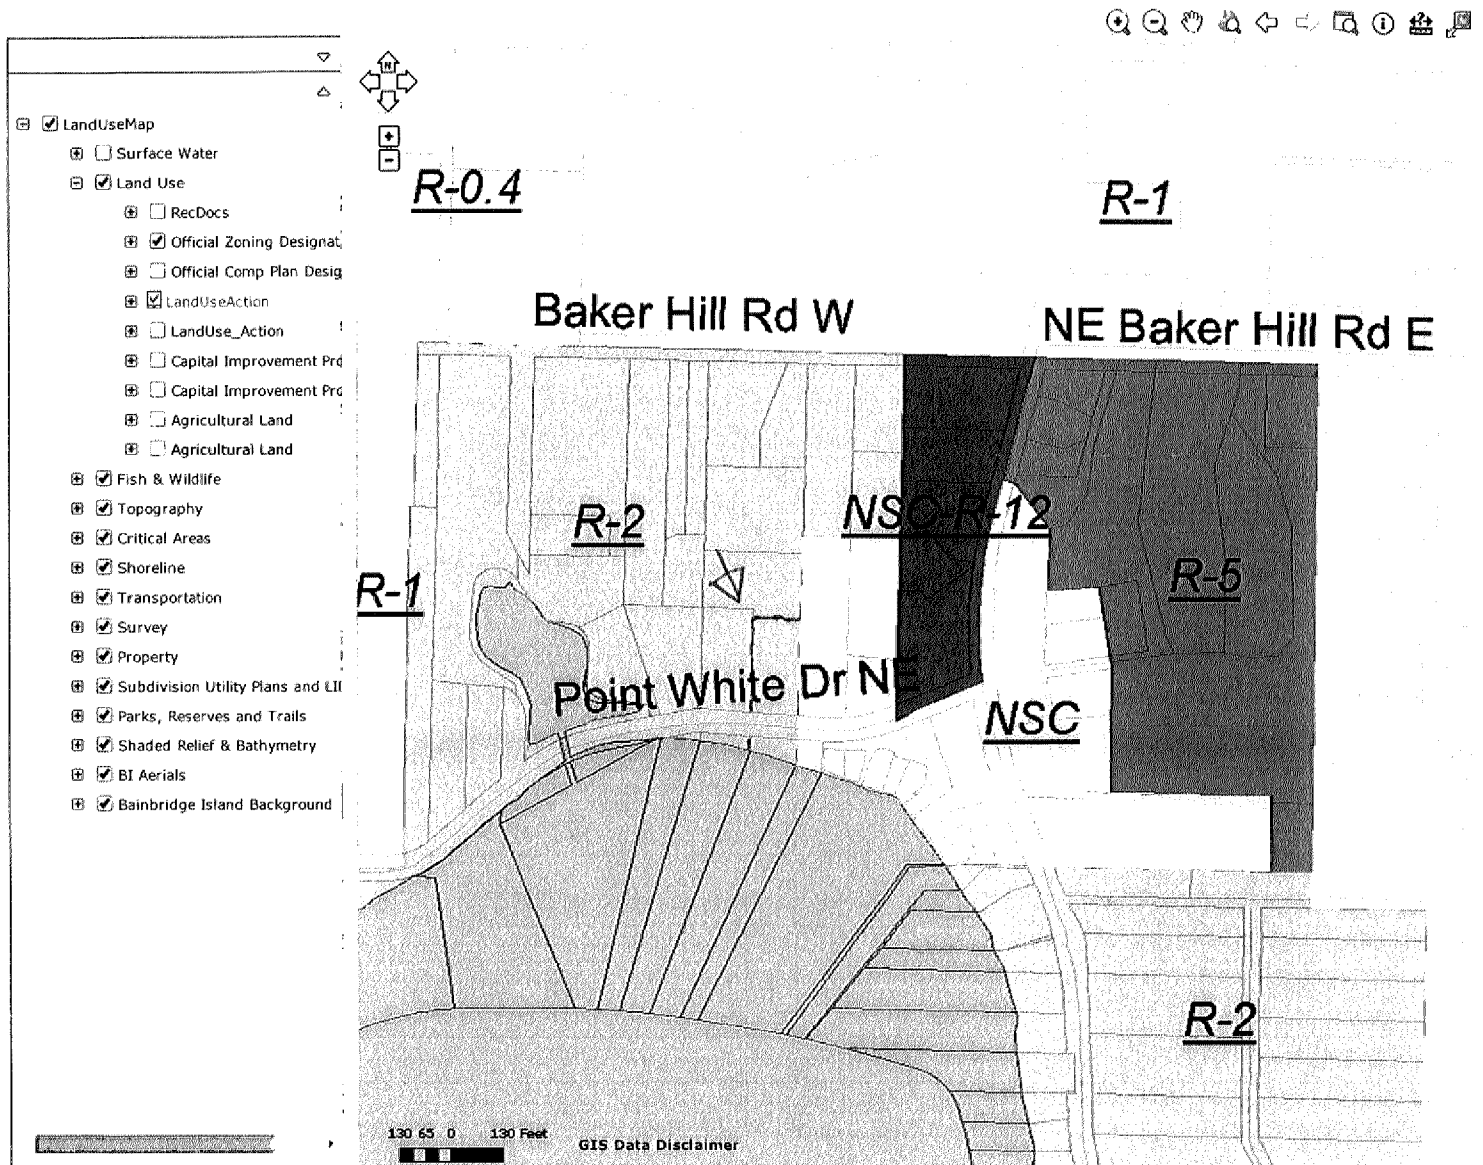 LandUseMap
Surface Water
Land Use
RecDocs
Official Zoning Designat
Official Comp Plan Desig
LandUseAction
LandUse_Action
Capital Improvement Pro
Capital Improvement Pro
Agricultural Land
Agricultural Land
Fish & Wildlife
Topography
Critical Areas
Shoreline
Transportation
Survey
Property
Subdivision Utility Plans and LI
Parks, Reserves and Trails
Shaded Relief & Bathymetry
BI Aerials
Bainbridge Island Background
N
R-0.4
R-1
Baker Hill Rd W
NE Baker Hill Rd E
R-2
NSC-R-12
R-1
R-5
Point White Dr NE
NSC
R-2
130 65 0 130 Feet
GIS Data Disclaimer